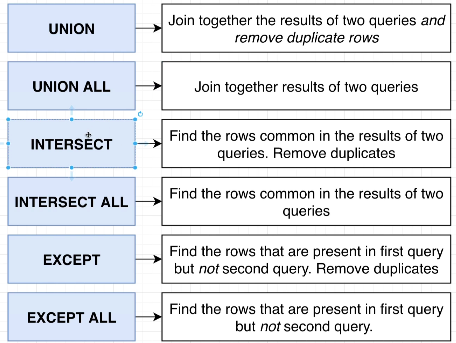 UNION
Join together the results of two queries and
remove duplicate rows
UNION ALL
Join together results of two queries
INTERSECT
Find the rows common in the results of two
queries. Remove duplicates
INTERSECT ALL
Find the rows common in the results of two
queries
EXCEPT
Find the rows that are present in first query
but not second query. Remove duplicates
EXCEPT ALL
Find the rows that are present in first query
but not second query.